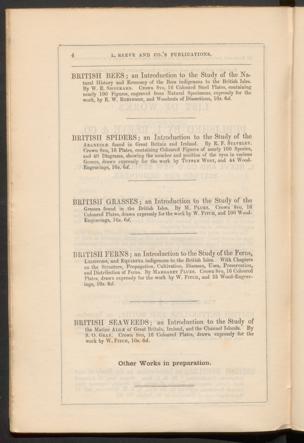 4 L. REEVE AND CO.'S PUBLICATIONS.
BRITISH BEES; an Introduction to the Study of the Na-
tural History and Economy of the Bees indigenous to the British Isles.
By W. E. SHUCKARD. Crown 8vo, 16 Coloured Steel Plates, containing
nearly 100 Figures, engraved from Natural Specimens expressly for the
work, by E. W. ROBINSON, and Woodcuts of Dissections, 10s. 6d.
BRITISH SPIDERS; an Introduction to the Study of the
ARANEIDÆ found in Great Britain and Ireland. By E. F. STAVELEY.
Crown 8vo, 16 Plates, containing Coloured Figures of nearly 100 Species,
and 40 Diagrams, showing the number and position of the eyes in various
Genera, drawn expressly for the work by TUFFEN WEST, and 44 Wood-
Engravings, 10s. 6d.
BRITISH GRASSES; an Introduction to the Study of the
Grasses found in the British Isles. By M. PLUES. Crown 8vo, 16
Coloured Plates, drawn expressly for the work by W. FITCH, and 100 Wood-
Engravings, 10s. 6d.
BRITISH FERNS; an Introduction to the Study of the Ferns,
LYCOPODS, and EQUISETA indigenous to the British Isles. With Chapters
on the Structure, Propagation, Cultivation, Diseases, Uses, Preservation,
and Distribution of Ferns. By MARGARET PLUES. Crown 8vo, 16 Coloured
Plates, drawn expressly for the work by W. FITCH, and 55 Wood-Engrav-
ings, 10s. 6d.
BRITISH SEAWEEDS; an Introduction to the Study of
the Marine ALGÆ of Great Britain, Ireland, and the Channel Islands. By
S. O. GRAY. Crown 8vo, 16 Coloured Plates, drawn expressly for the
work by W. FITCH, 10s. 6d.
Other Works in preparation.